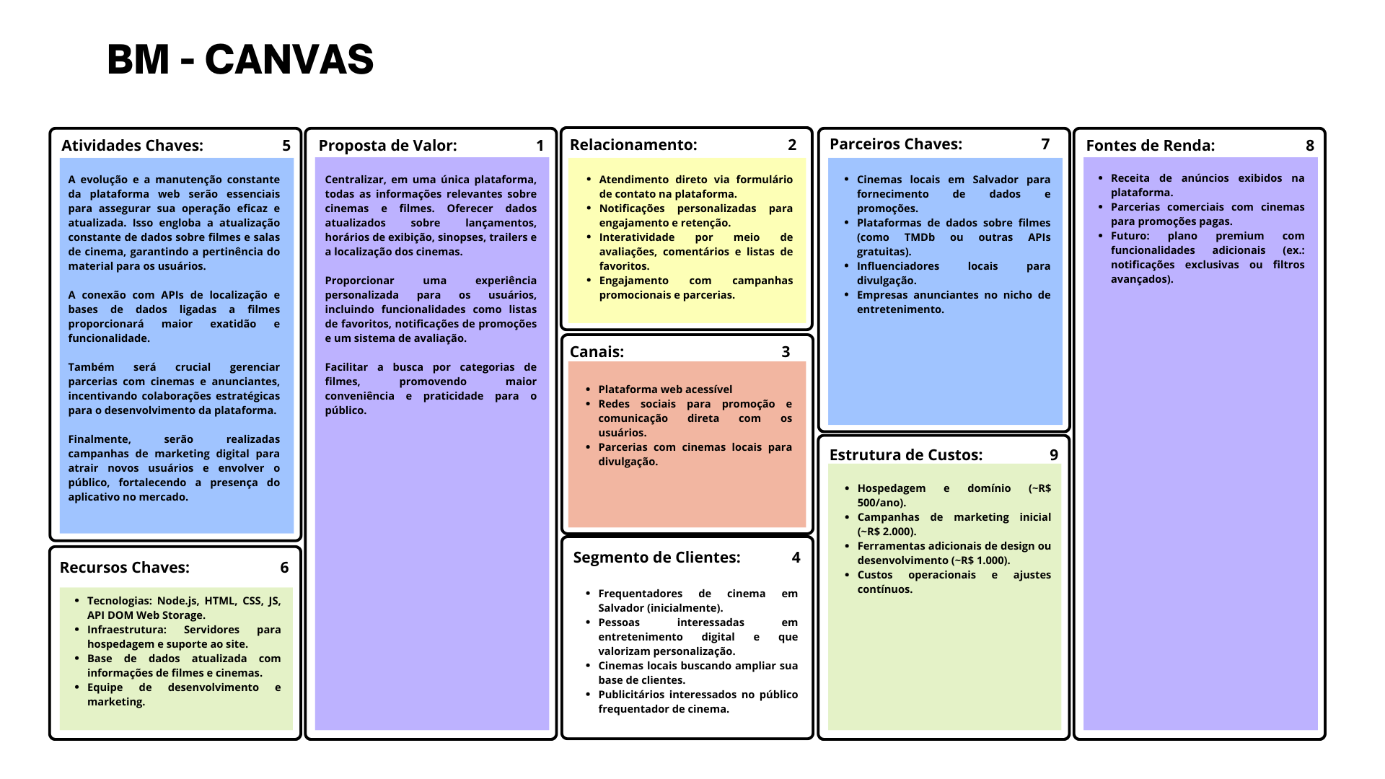 BM - CANVAS
Atividades Chaves: 5
A evolução e a manutenção constante
da plataforma web serão essenciais
para assegurar sua operação eficaz e
atualizada. Isso engloba a atualização
constante de dados sobre filmes e salas
de cinema, garantindo a pertinência do
material para os usuários.
A conexão com APIs de localização e
bases de dados ligadas a filmes
proporcionará maior exatidão e
funcionalidade.
Também será crucial gerenciar
parcerias com cinemas e anunciantes,
incentivando colaborações estratégicas
para o desenvolvimento da plataforma.
Finalmente, serão realizadas
campanhas de marketing digital para
atrair novos usuários e envolver o
público, fortalecendo a presença do
aplicativo no mercado.
Recursos Chaves: 6
• Tecnologias: Node.js, HTML, CSS, JS,
API DOM Web Storage.
• Infraestrutura: Servidores para
hospedagem e suporte ao site.
• Base de dados atualizada com
informações de filmes e cinemas.
• Equipe de desenvolvimento e
marketing.
Proposta de Valor: 1
Centralizar, em uma única plataforma,
todas as informações relevantes sobre
cinemas e filmes. Oferecer dados
atualizados sobre lançamentos,
horários de exibição, sinopses, trailers e
a localização dos cinemas.
Proporcionar uma experiência
personalizada para os usuários,
incluindo funcionalidades como listas
de favoritos, notificações de promoções
e um sistema de avaliação.
Facilitar a busca por categorias de
filmes, promovendo maior
conveniência e praticidade para o
público.
Relacionamento: 2
• Atendimento direto via formulário
de contato na plataforma.
• Notificações personalizadas para
engajamento e retenção.
• Interatividade por meio de
avaliações, comentários e listas de
favoritos.
• Engajamento com campanhas
promocionais e parcerias.
Canais: 3
• Plataforma web acessível
• Redes sociais para promoção e
comunicação direta com os
usuários.
• Parcerias com cinemas locais para
divulgação.
Segmento de Clientes: 4
• Frequentadores de cinema em
Salvador (inicialmente).
• Pessoas interessadas em
entretenimento digital e que
valorizam personalização.
• Cinemas locais buscando ampliar sua
base de clientes.
• Publicitários interessados no público
frequentador de cinema.
Parceiros Chaves: 7
• Cinemas locais em Salvador para
fornecimento de dados e
promoções.
• Plataformas de dados sobre filmes
(como TMDb ou outras APIs
gratuitas).
• Influenciadores locais para
divulgação.
• Empresas anunciantes no nicho de
entretenimento.
Estrutura de Custos: 9
• Hospedagem e domínio (~R$
500/ano).
• Campanhas de marketing inicial
(~R$ 2.000).
• Ferramentas adicionais de design ou
desenvolvimento (~R$ 1.000).
• Custos operacionais e ajustes
contínuos.
Fontes de Renda: 8
• Receita de anúncios exibidos na
plataforma.
• Parcerias comerciais com cinemas
para promoções pagas.
• Futuro: plano premium com
funcionalidades adicionais (ex.:
notificações exclusivas ou filtros
avançados).